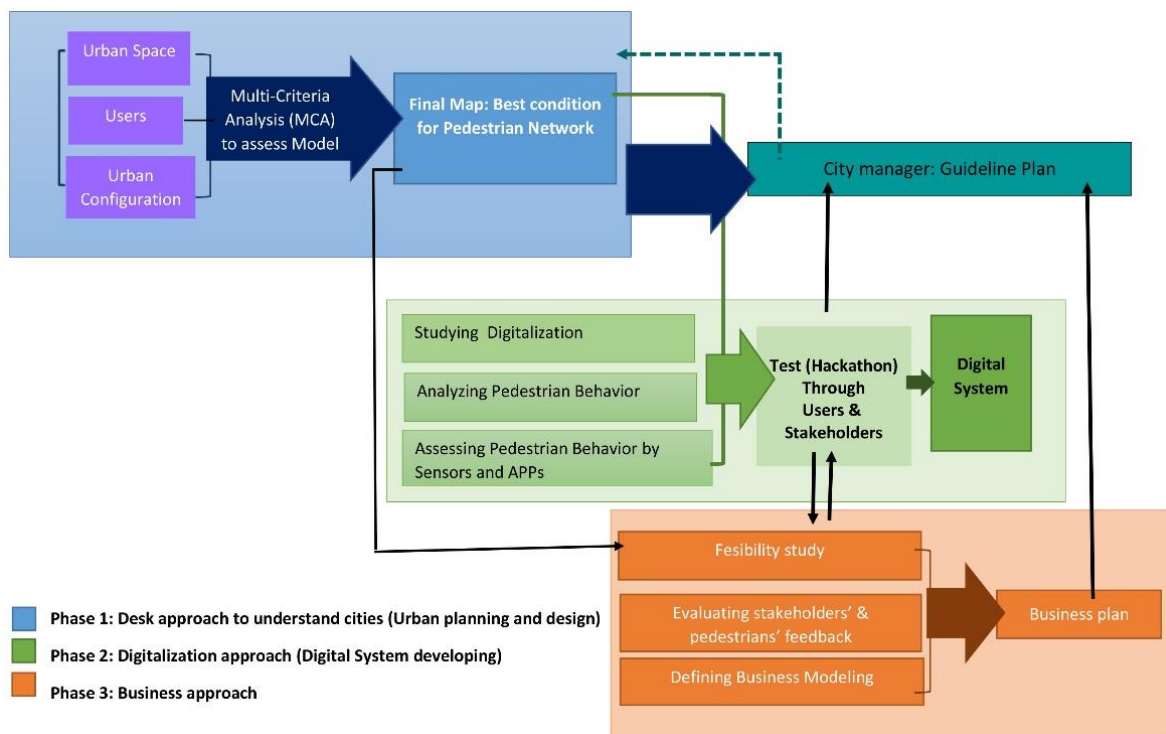 Urban Space
Users
Urban
Configuration
Multi-Criteria
Analysis (MCA)
to assess Model
Final Map: Best condition
for Pedestrian Network
City manager: Guideline Plan
Studying  Digitalization
Analyzing Pedestrian Behavior
Assessing Pedestrian Behavior by
Sensors and APPs
Test (Hackathon)
Through
Users &
Stakeholders
Digital
System
Fesibility study
Evaluating stakeholders’ &
pedestrians’ feedback
Defining Business Modeling
Business plan
Phase 1: Desk approach to understand cities (Urban planning and design)
Phase 2: Digitalization approach (Digital System developing)
Phase 3: Business approach